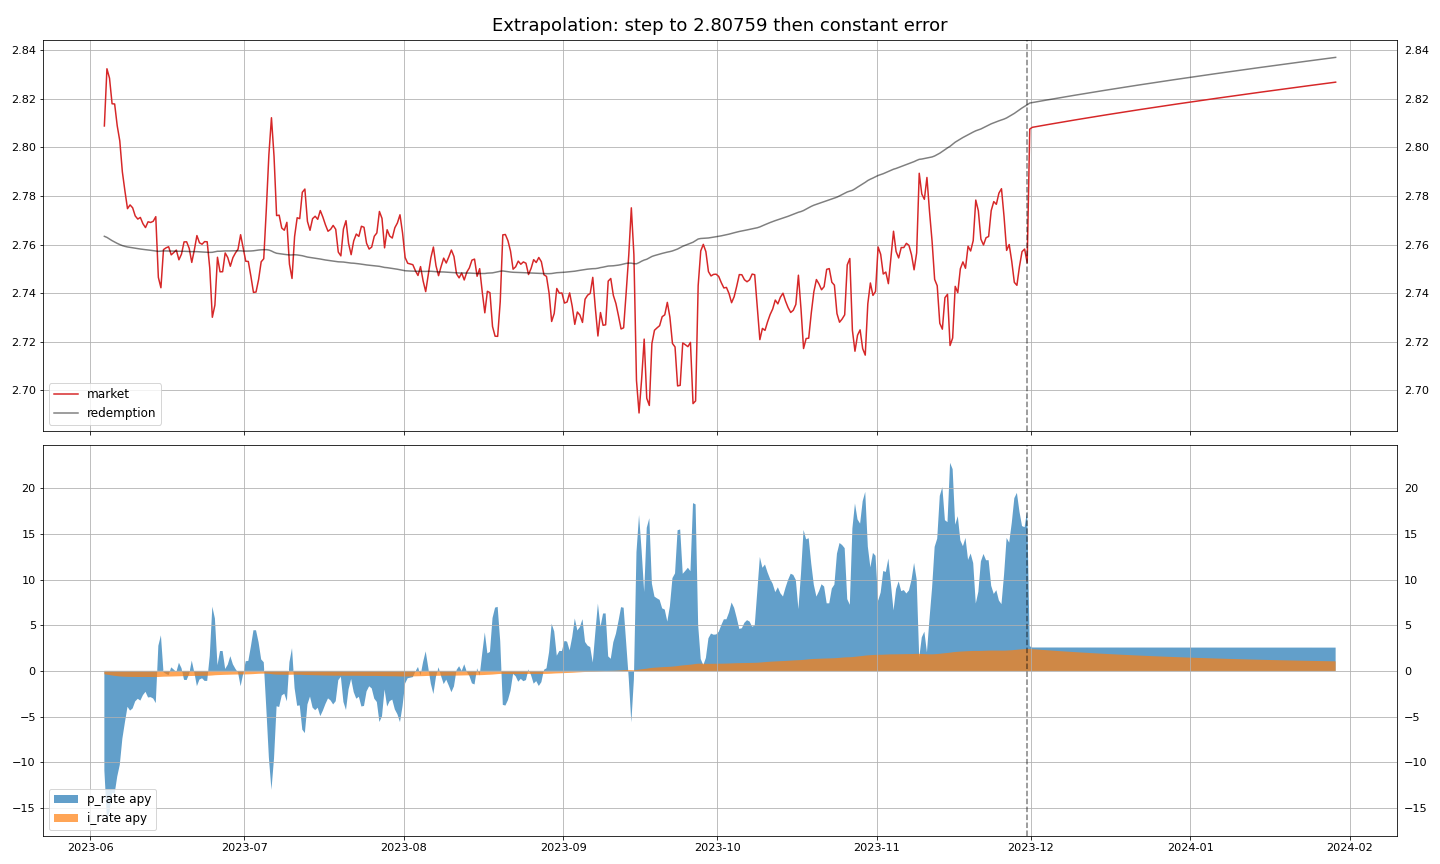 Extrapolation: step to 2.80759 then constant error
2.84 2.84
2.82 2.82
2.80 2.80
2.78 2.78
2.76 2.76
2.74 2.74
2.72 2.72
2.70 2.70
market
redemption
20 20
15 15
10 10
5 5
0 0
−5 −5
−10 −10
−15 −15
p_rate apy
i_rate apy
2023-06 2023-07 2023-08 2023-09 2023-10 2023-11 2023-12 2024-01 2024-02